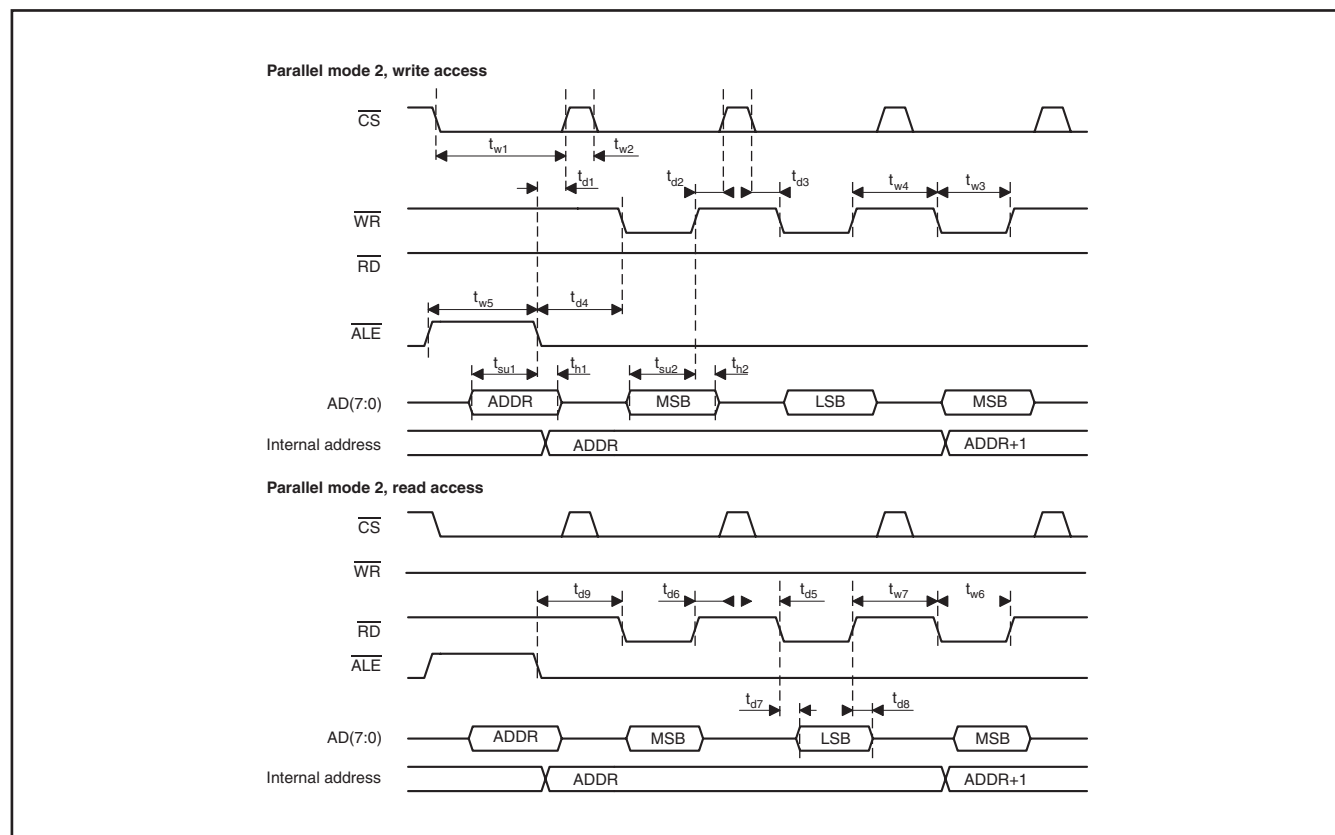 Parallel mode 2, write access
CS
tw1
tw2
td1
td2
td3
tw4
tw3
WR
RD
tw5
td4
ALE
tsu1
th1
tsu2
th2
AD(7:0)
ADDR
MSB
LSB
MSB
Internal address
ADDR
ADDR+1
Parallel mode 2, read access
CS
WR
td9
td6
td5
tw7
tw6
RD
ALE
td7
td8
AD(7:0)
ADDR
MSB
LSB
MSB
Internal address
ADDR
ADDR+1